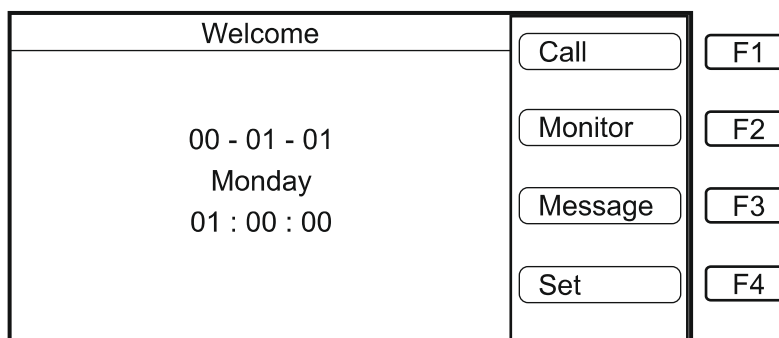 Welcome
00 - 01 - 01
Monday
01 : 00 : 00
Call
F1
Monitor
F2
Message
F3
Set
F4